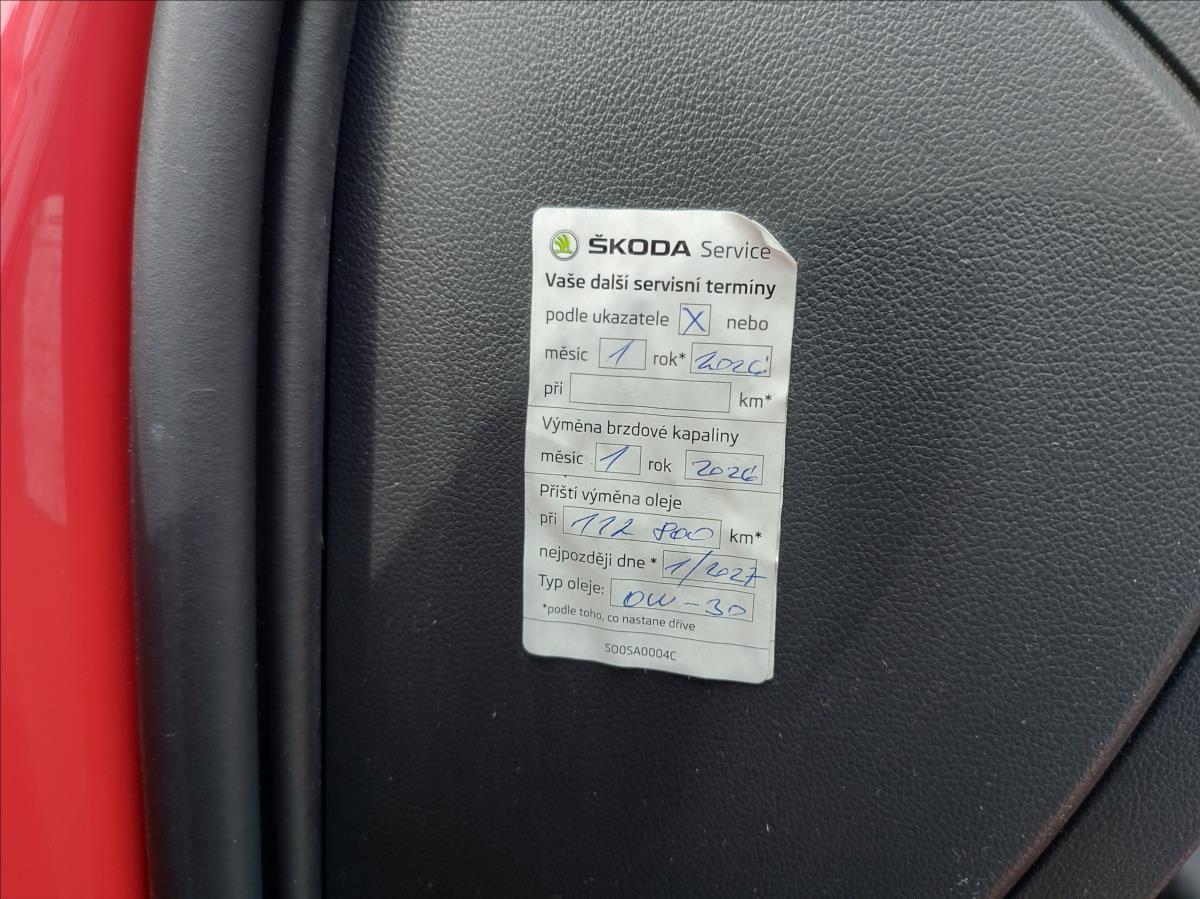 ŠKODA Service
Vaše další servisní termíny
podle ukazatele X nebo
měsíc 1 rok* 2026
při km*
Výměna brzdové kapaliny
měsíc 1 rok 2026
Příští výměna oleje
při 112 800 km*
nejpozději dne * 1/2027
Typ oleje: 0W-30
*podle toho, co nastane dříve
S00SA0004C